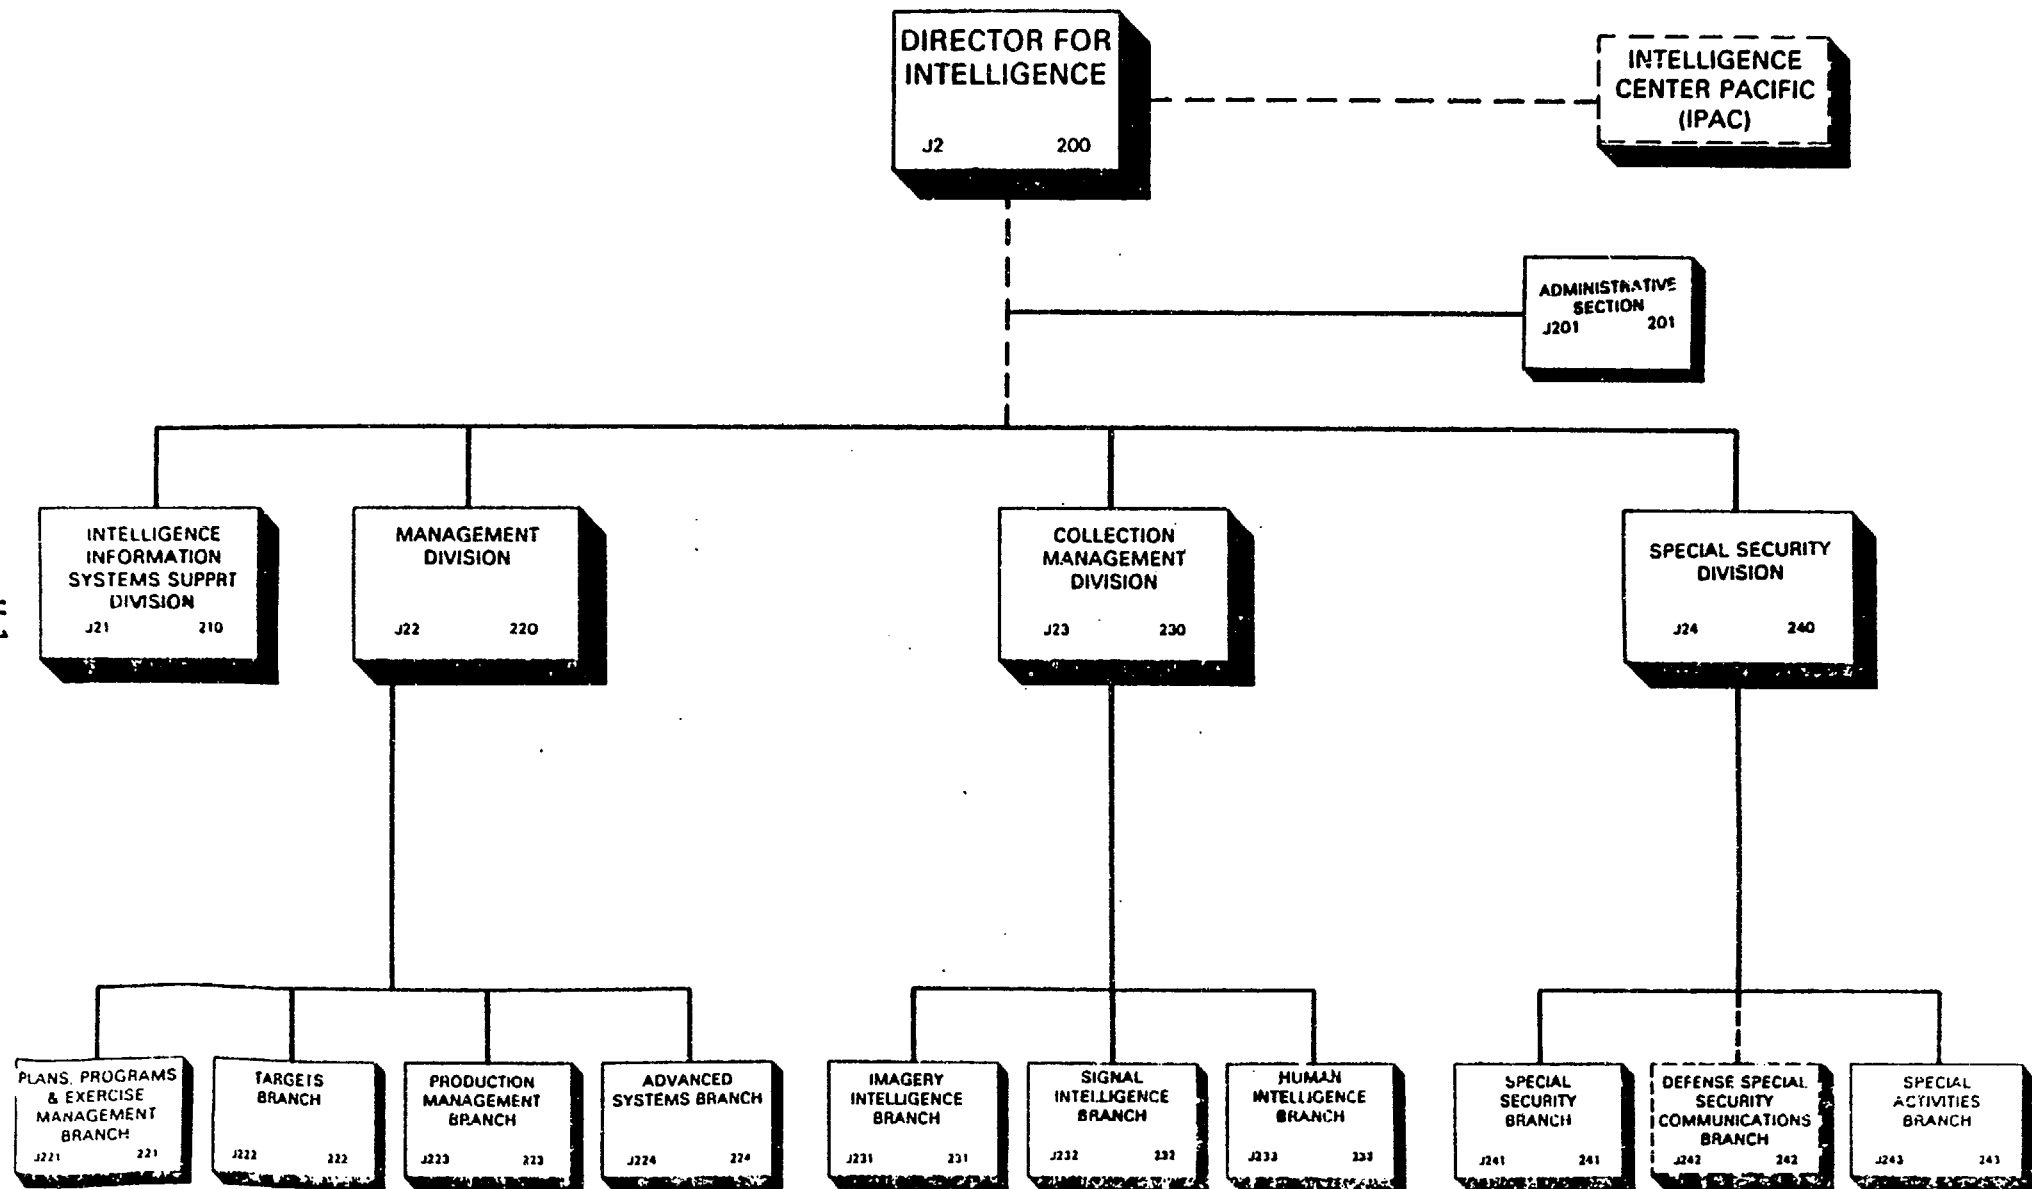 DIRECTOR FOR
INTELLIGENCE
J2 200
INTELLIGENCE
CENTER PACIFIC
(IPAC)
ADMINISTRATIVE
SECTION
J201 201
INTELLIGENCE
INFORMATION
SYSTEMS SUPPRT
DIVISION
J21 210
MANAGEMENT
DIVISION
J22 220
COLLECTION
MANAGEMENT
DIVISION
J23 230
SPECIAL SECURITY
DIVISION
J24 240
PLANS, PROGRAMS
& EXERCISE
MANAGEMENT
BRANCH
J221 221
TARGETS
BRANCH
J222 222
PRODUCTION
MANAGEMENT
BRANCH
J223 223
ADVANCED
SYSTEMS BRANCH
J224 224
IMAGERY
INTELLIGENCE
BRANCH
J231 231
SIGNAL
INTELLIGENCE
BRANCH
J232 232
HUMAN
INTELLIGENCE
BRANCH
J233 233
SPECIAL
SECURITY
BRANCH
J241 241
DEFENSE SPECIAL
SECURITY
COMMUNICATIONS
BRANCH
J242 242
SPECIAL
ACTIVITIES
BRANCH
J243 243